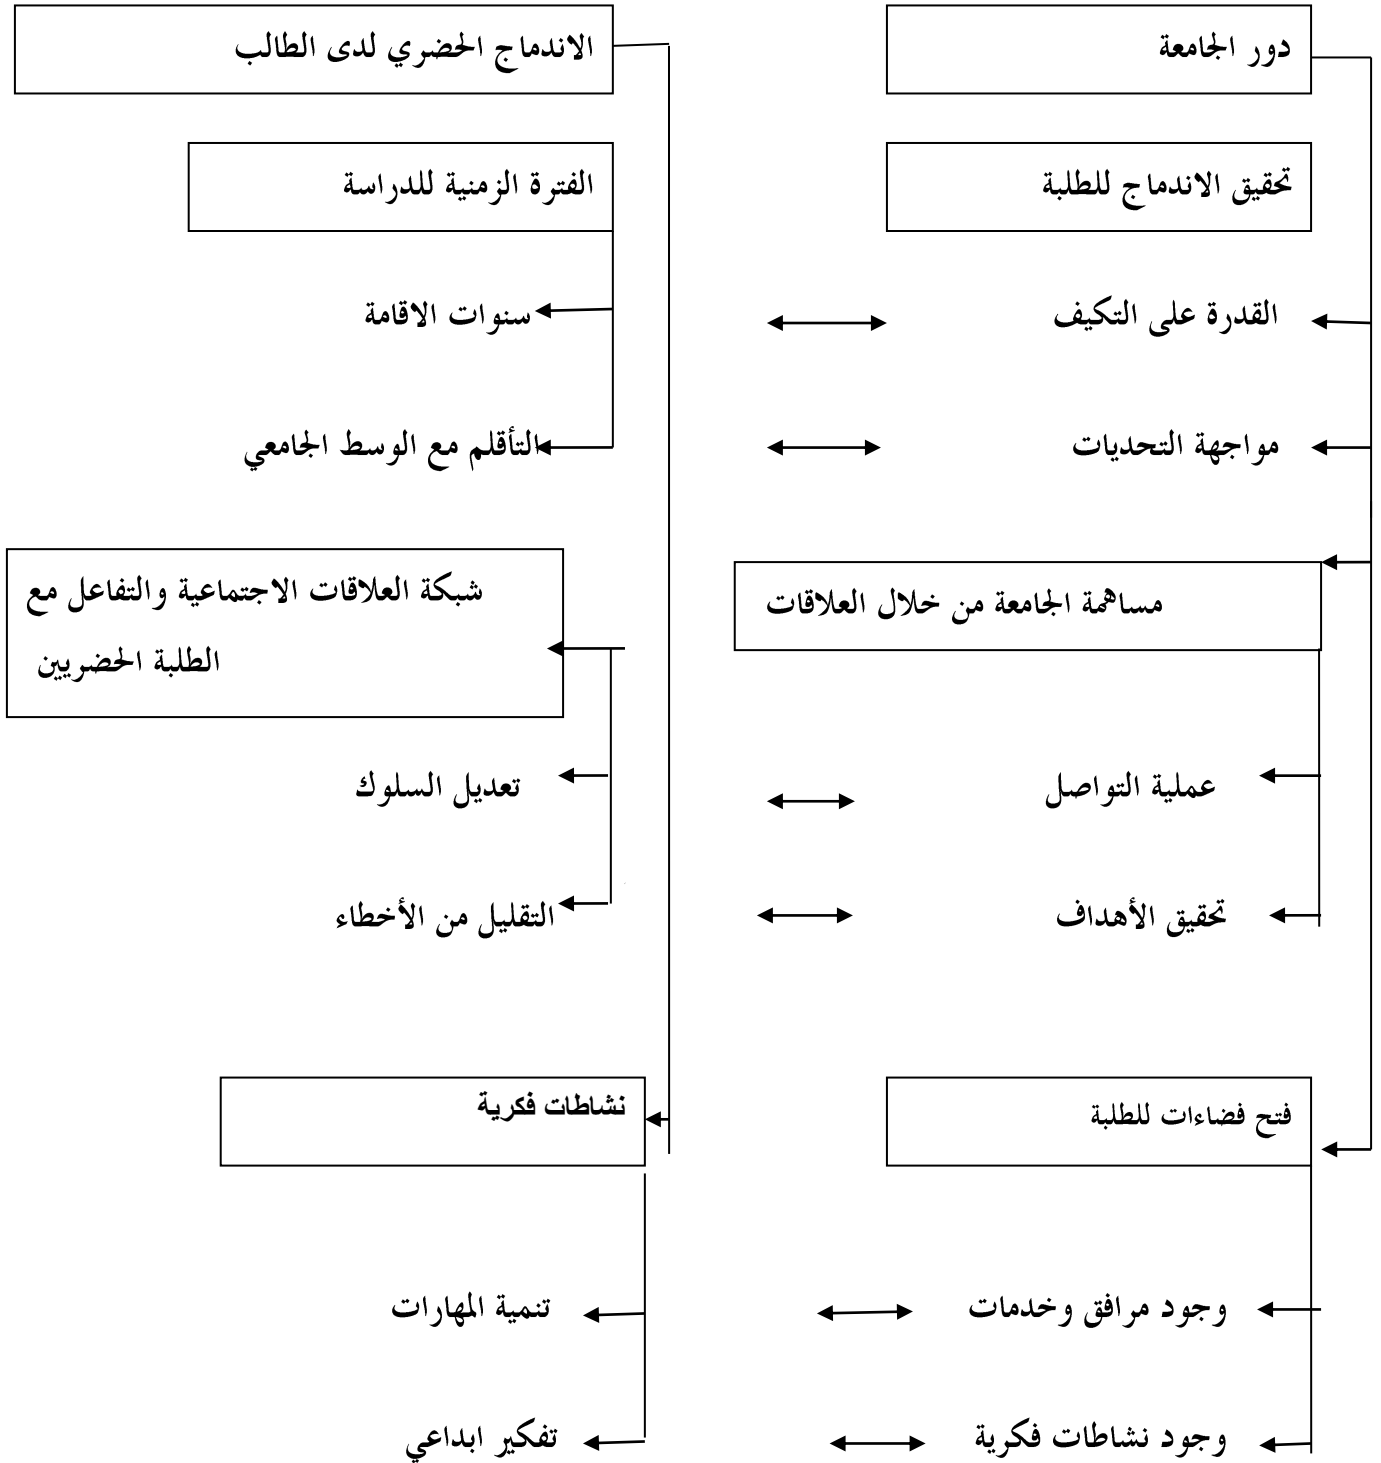 دور الجامعة
الاندماج الحضري لدى الطالب
تحقيق الاندماج للطلبة
الفترة الزمنية للدراسة
القدرة على التكيف
سنوات الاقامة
مواجهة التحديات
التأقلم مع الوسط الجامعي
مساهمة الجامعة من خلال العلاقات
شبكة العلاقات الاجتماعية والتفاعل مع
الطلبة الحضريين
عملية التواصل
تعديل السلوك
تحقيق الأهداف
التقليل من الأخطاء
فتح فضاءات للطلبة
نشاطات فكرية
وجود مرافق وخدمات
تنمية المهارات
وجود نشاطات فكرية
تفكير ابداعي